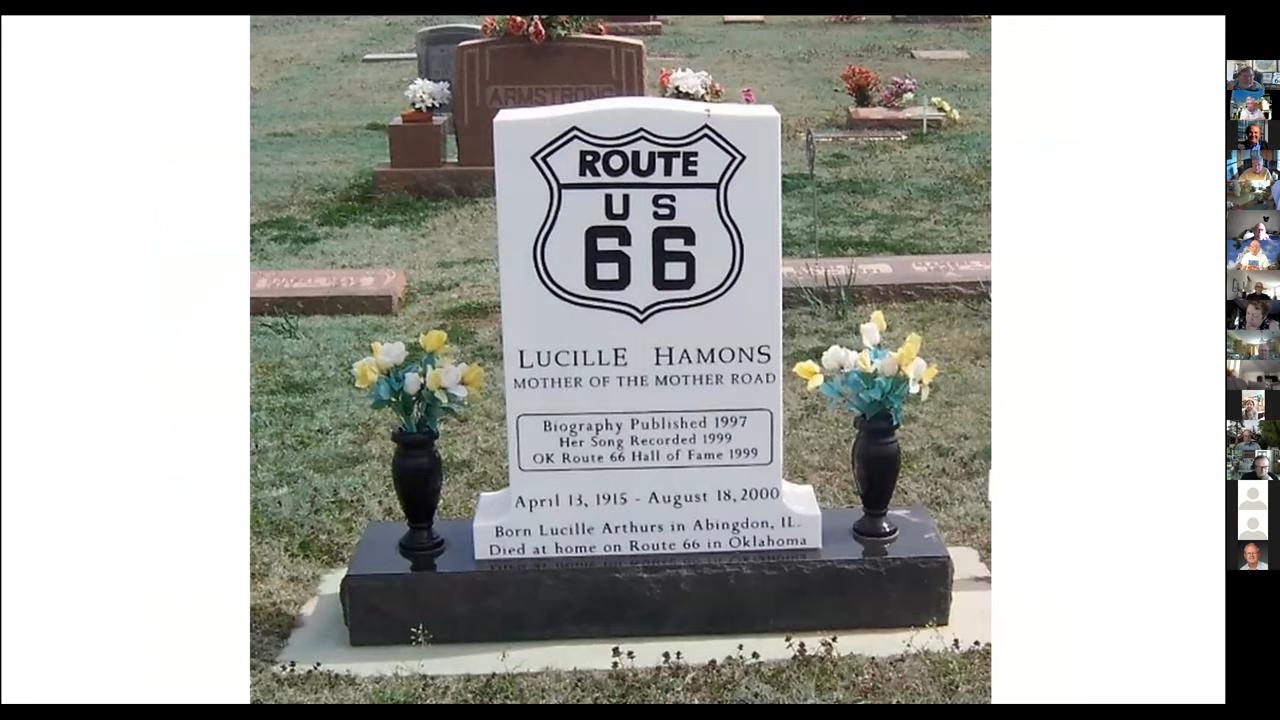 ARMSTRONG
ROUTE
US
66
LUCILLE HAMONS
MOTHER OF THE MOTHER ROAD
Biography Published 1997
Her Song Recorded 1999
OK Route 66 Hall of Fame 1999
April 13, 1915 - August 18, 2000
Born Lucille Arthurs in Abingdon, IL.
Died at home on Route 66 in Oklahoma